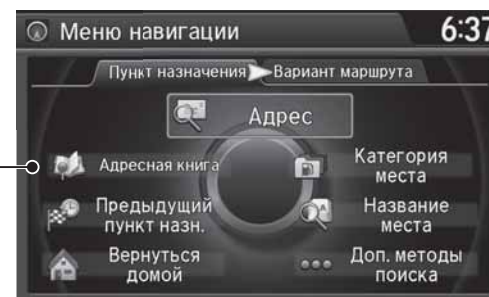 Меню навигации 6:37
Пункт назначения Вариант маршрута
Адрес
Адресная книга
Категория
места
Предыдущий
пункт назн.
Название
места
Вернуться
домой
Доп. методы
поиска